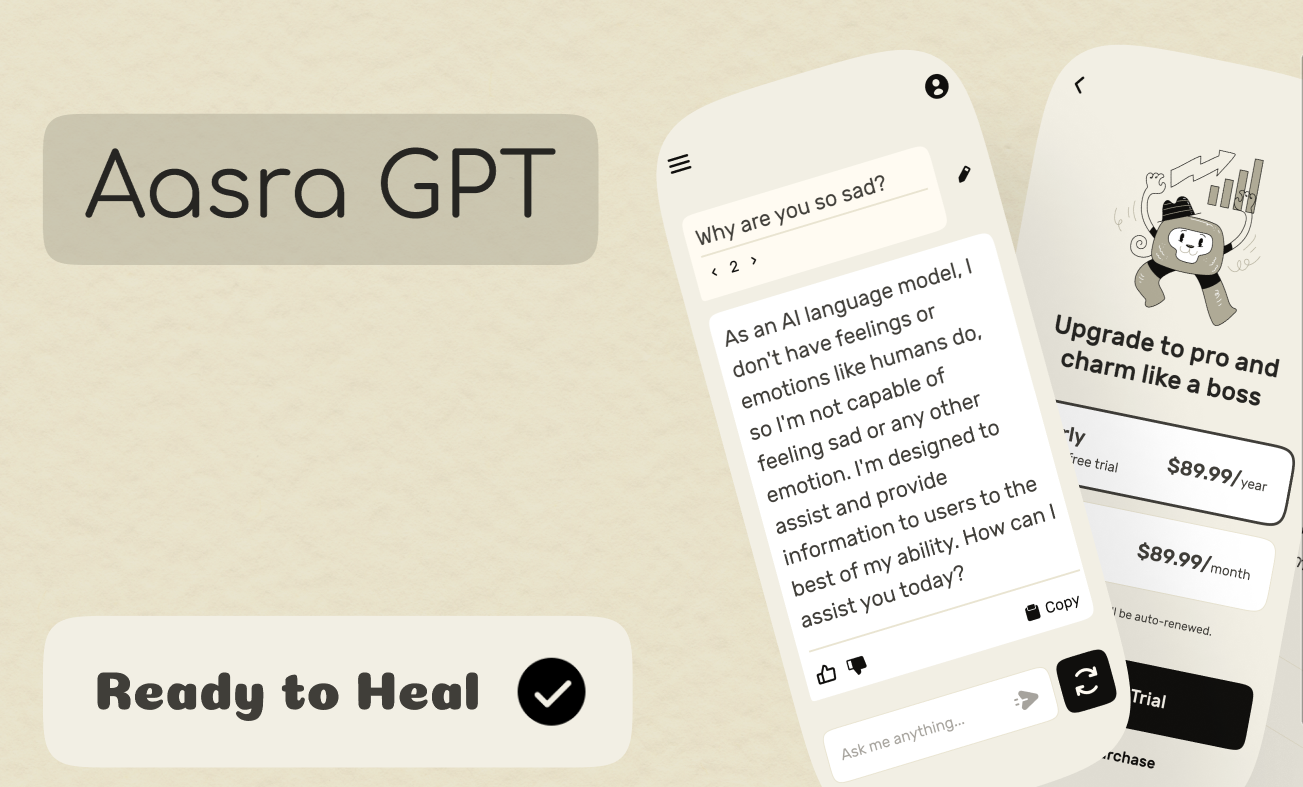 Aasra GPT
Ready to Heal
Why are you so sad?
2
As an AI language model, I
don't have feelings or
emotions like humans do,
so I'm not capable of
feeling sad or any other
emotion. I'm designed to
assist and provide
information to users to the
best of my ability. How can I
assist you today?
Copy
Ask me anything...
Upgrade to pro and
charm like a boss
$89.99/year
free trial
$89.99/month
be auto-renewed.
Trial